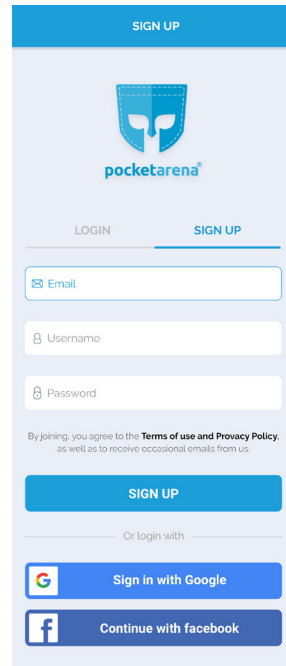 SIGN UP
pocketarena®
LOGIN
SIGN UP
Email
Username
Password
By joining, you agree to the Terms of use and Provacy Policy,
as well as to receive occasional emails from us.
SIGN UP
Or login with
G Sign in with Google
f Continue with facebook